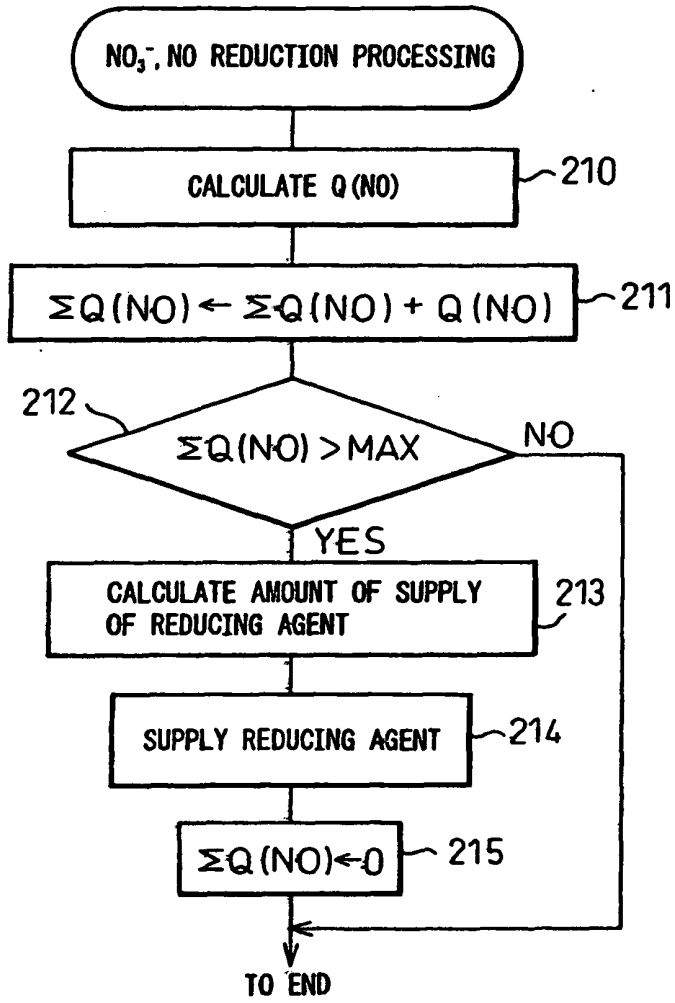 NO₃⁻, NO REDUCTION PROCESSING
CALCULATE Q(NO)
210
ΣQ(NO)←ΣQ(NO)+Q(NO)
211
212
ΣQ(NO)>MAX
NO
YES
CALCULATE AMOUNT OF SUPPLY
OF REDUCING AGENT
213
SUPPLY REDUCING AGENT
214
ΣQ(NO)←0
215
TO END